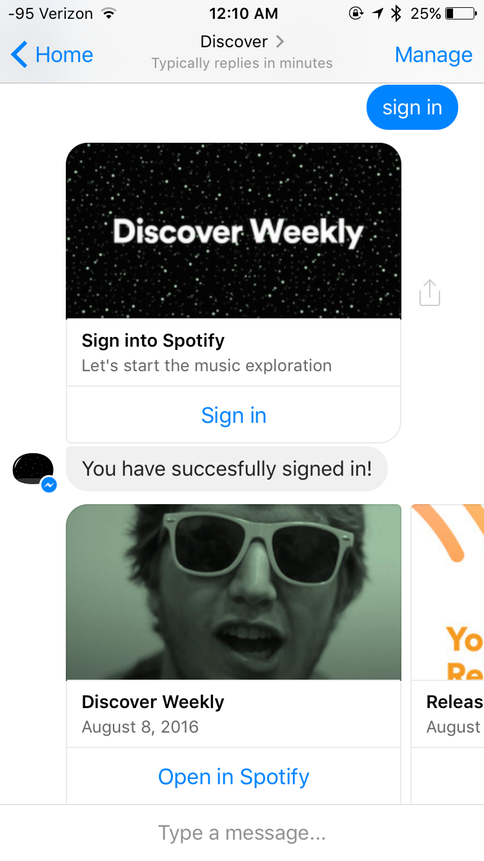 -95 Verizon 12:10 AM 25%
Home Discover Manage
Typically replies in minutes
sign in
Discover Weekly
Sign into Spotify
Let's start the music exploration
Sign in
You have succesfully signed in!
Yo
Re
Discover Weekly Releas
August 8, 2016 August
Open in Spotify
Type a message...